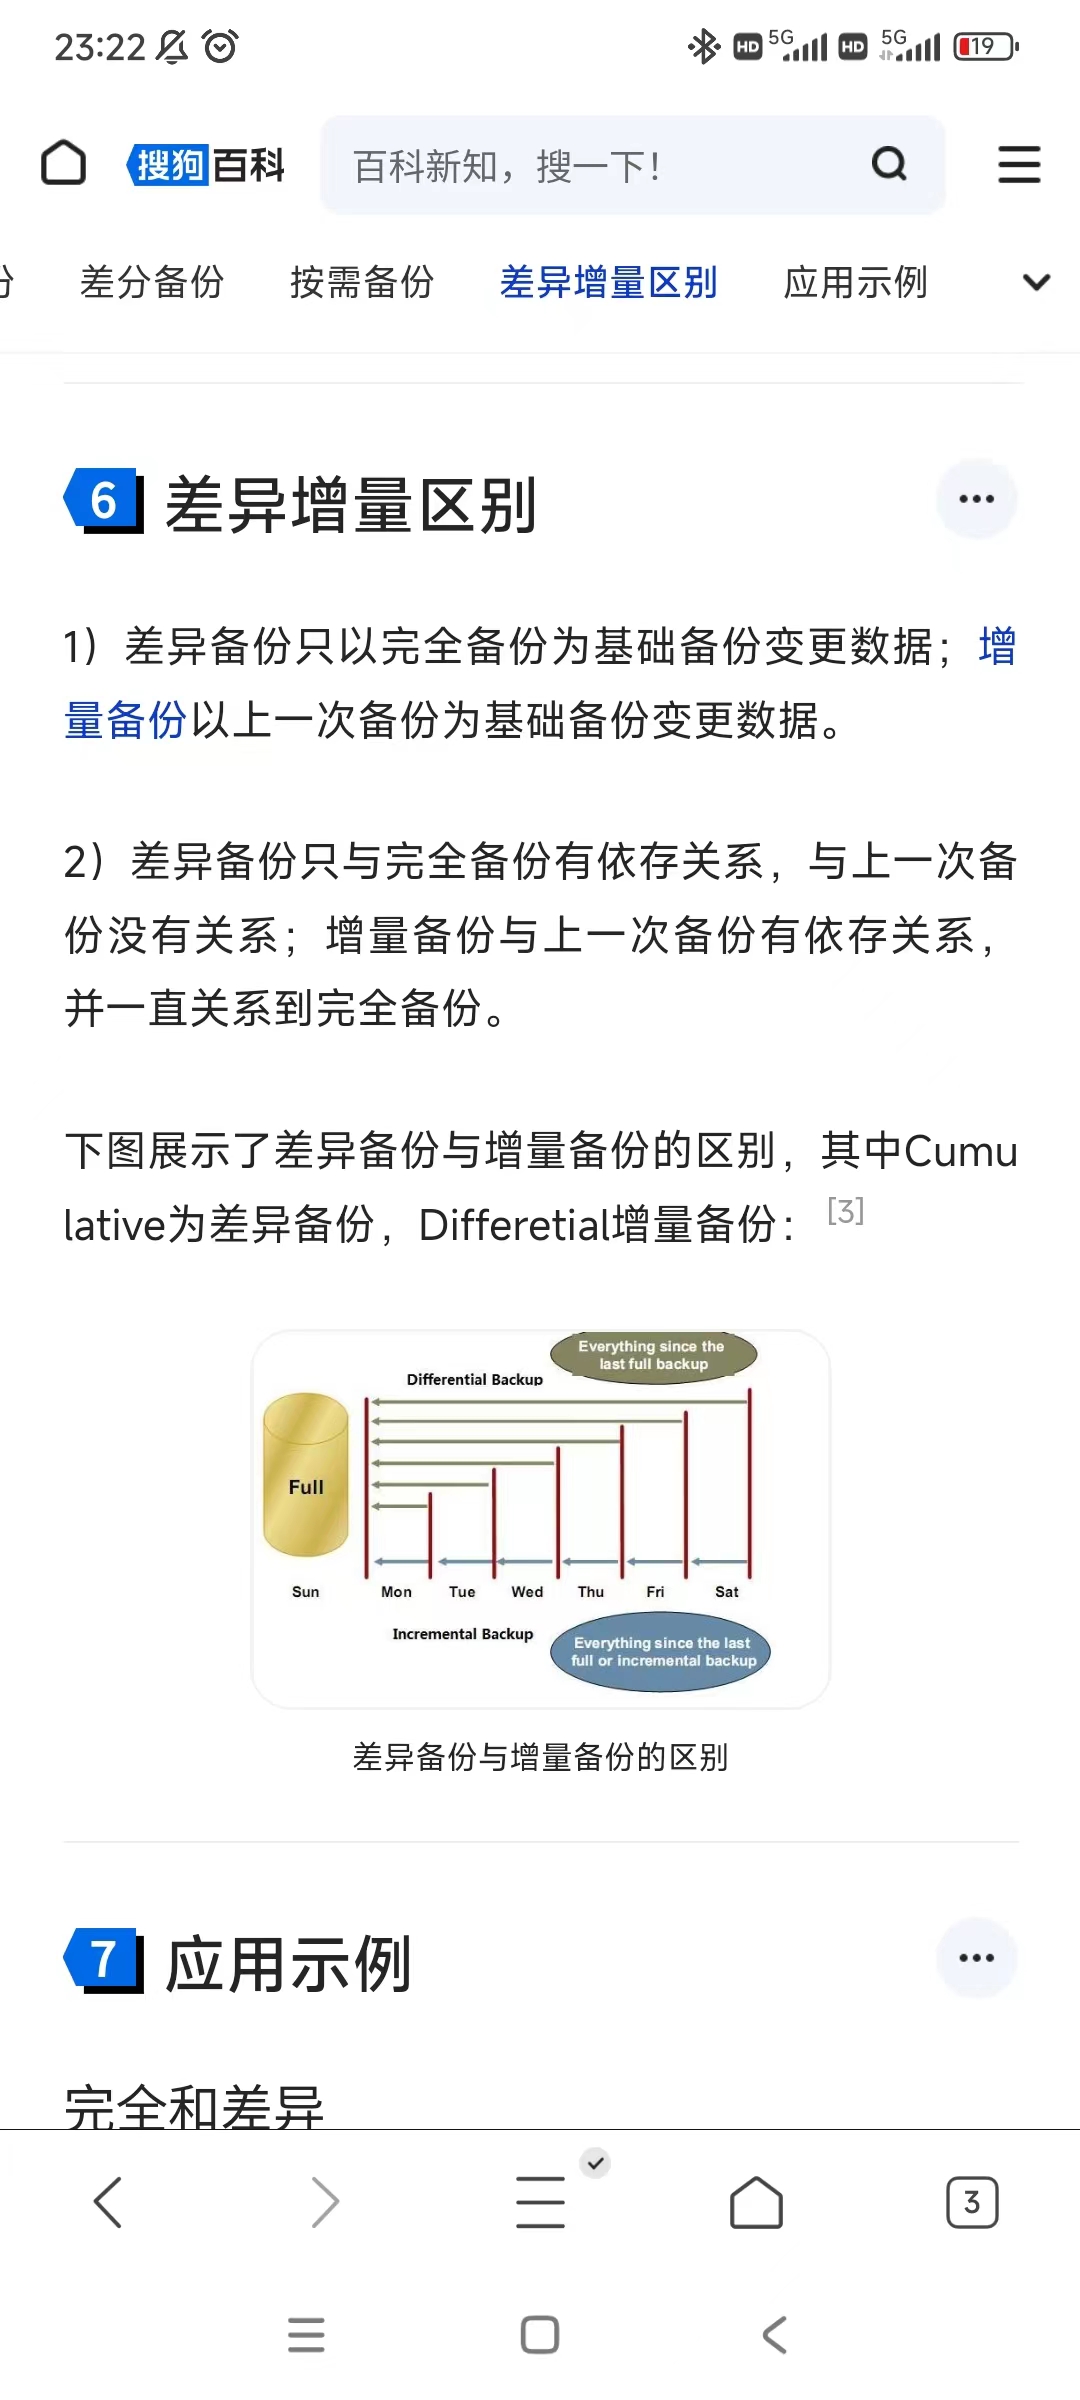 23:22 HD 5G HD 5G 19
搜狗百科 百科新知，搜一下！
份 差分备份 按需备份 差异增量区别 应用示例
6 差异增量区别
1）差异备份只以完全备份为基础备份变更数据；增
量备份以上一次备份为基础备份变更数据。
2）差异备份只与完全备份有依存关系，与上一次备
份没有关系；增量备份与上一次备份有依存关系，
并一直关系到完全备份。
下图展示了差异备份与增量备份的区别，其中Cumu
lative为差异备份，Differetial增量备份： [3]
Everything since the
last full backup
Differential Backup
Full
Sun Mon Tue Wed Thu Fri Sat
Incremental Backup
Everything since the last
full or incremental backup
差异备份与增量备份的区别
7 应用示例
完全和差异
3